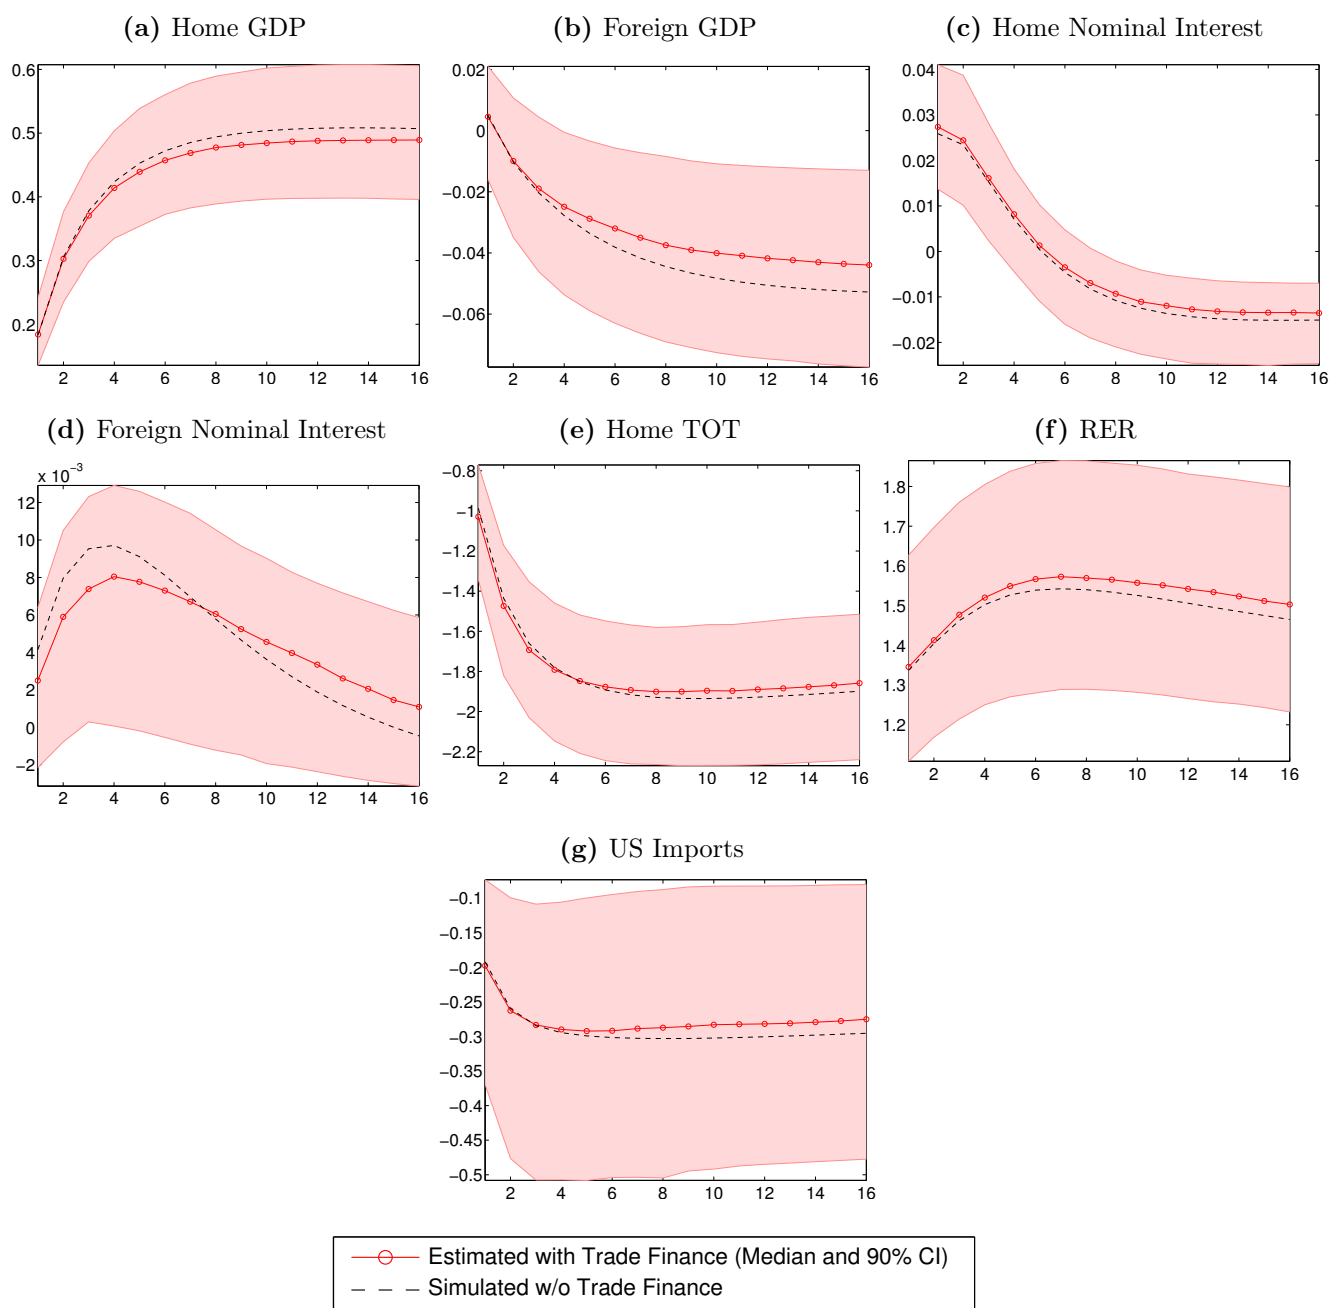 (a) Home GDP
(b) Foreign GDP
(c) Home Nominal Interest
0.6
0.5
0.4
0.3
0.2
2 4 6 8 10 12 14 16
0.02
0
−0.02
−0.04
−0.06
2 4 6 8 10 12 14 16
0.04
0.03
0.02
0.01
0
−0.01
−0.02
2 4 6 8 10 12 14 16
(d) Foreign Nominal Interest
(e) Home TOT
(f) RER
x 10−3
12
10
8
6
4
2
0
−2
2 4 6 8 10 12 14 16
−0.8
−1
−1.2
−1.4
−1.6
−1.8
−2
−2.2
2 4 6 8 10 12 14 16
1.8
1.7
1.6
1.5
1.4
1.3
1.2
2 4 6 8 10 12 14 16
(g) US Imports
−0.1
−0.15
−0.2
−0.25
−0.3
−0.35
−0.4
−0.45
−0.5
2 4 6 8 10 12 14 16
Estimated with Trade Finance (Median and 90% CI)
Simulated w/o Trade Finance